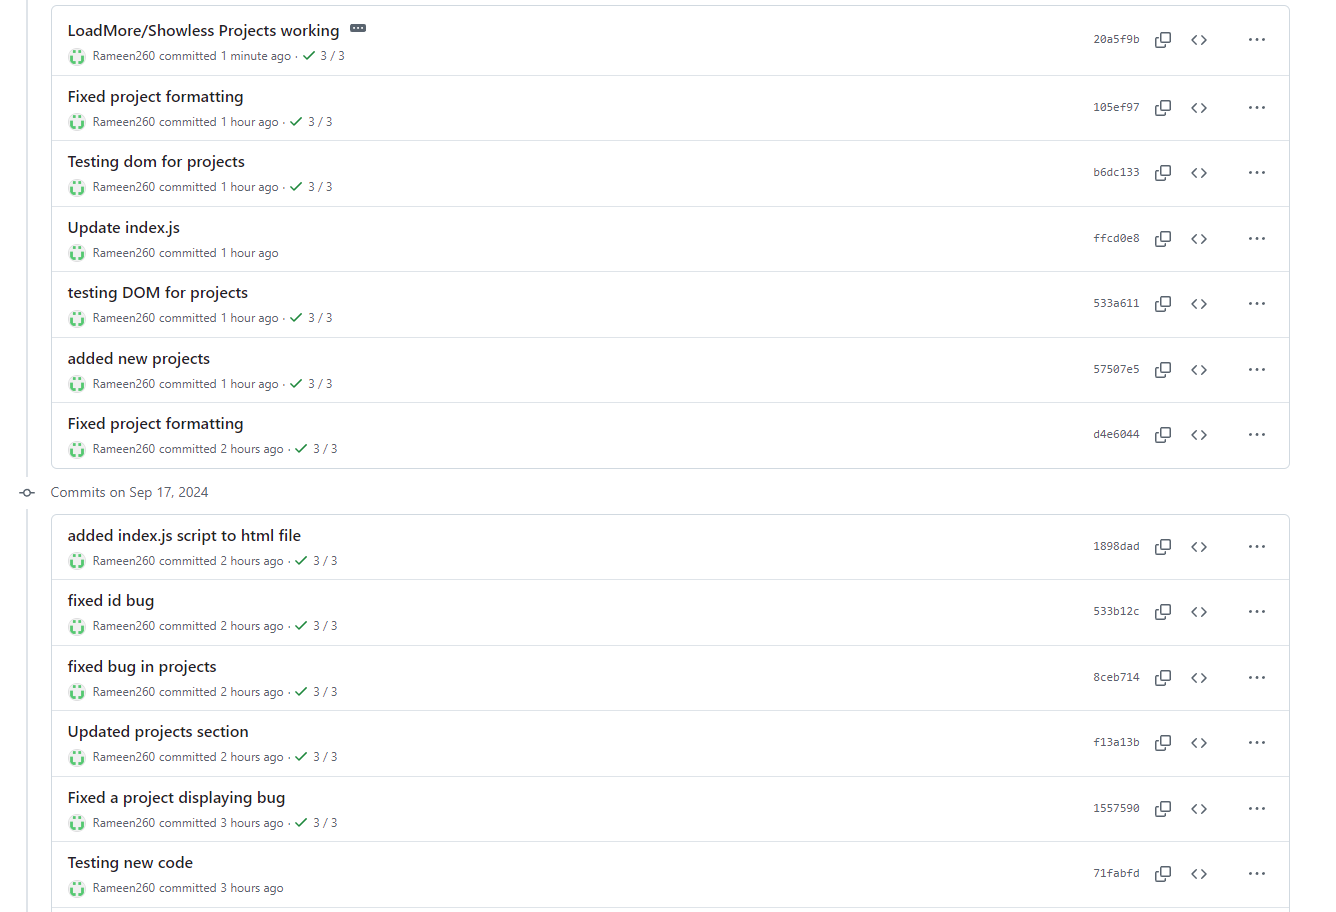 LoadMore/Showless Projects working
Rameen260 committed 1 minute ago · 3 / 3
20a5f9b
Fixed project formatting
Rameen260 committed 1 hour ago · 3 / 3
105ef97
Testing dom for projects
Rameen260 committed 1 hour ago · 3 / 3
b6dc133
Update index.js
Rameen260 committed 1 hour ago
ffcd0e8
testing DOM for projects
Rameen260 committed 1 hour ago · 3 / 3
533a611
added new projects
Rameen260 committed 1 hour ago · 3 / 3
57507e5
Fixed project formatting
Rameen260 committed 2 hours ago · 3 / 3
d4e6044
Commits on Sep 17, 2024
added index.js script to html file
Rameen260 committed 2 hours ago · 3 / 3
1898dad
fixed id bug
Rameen260 committed 2 hours ago · 3 / 3
533b12c
fixed bug in projects
Rameen260 committed 2 hours ago · 3 / 3
8ceb714
Updated projects section
Rameen260 committed 2 hours ago · 3 / 3
f13a13b
Fixed a project displaying bug
Rameen260 committed 3 hours ago · 3 / 3
1557590
Testing new code
Rameen260 committed 3 hours ago
71fabfd